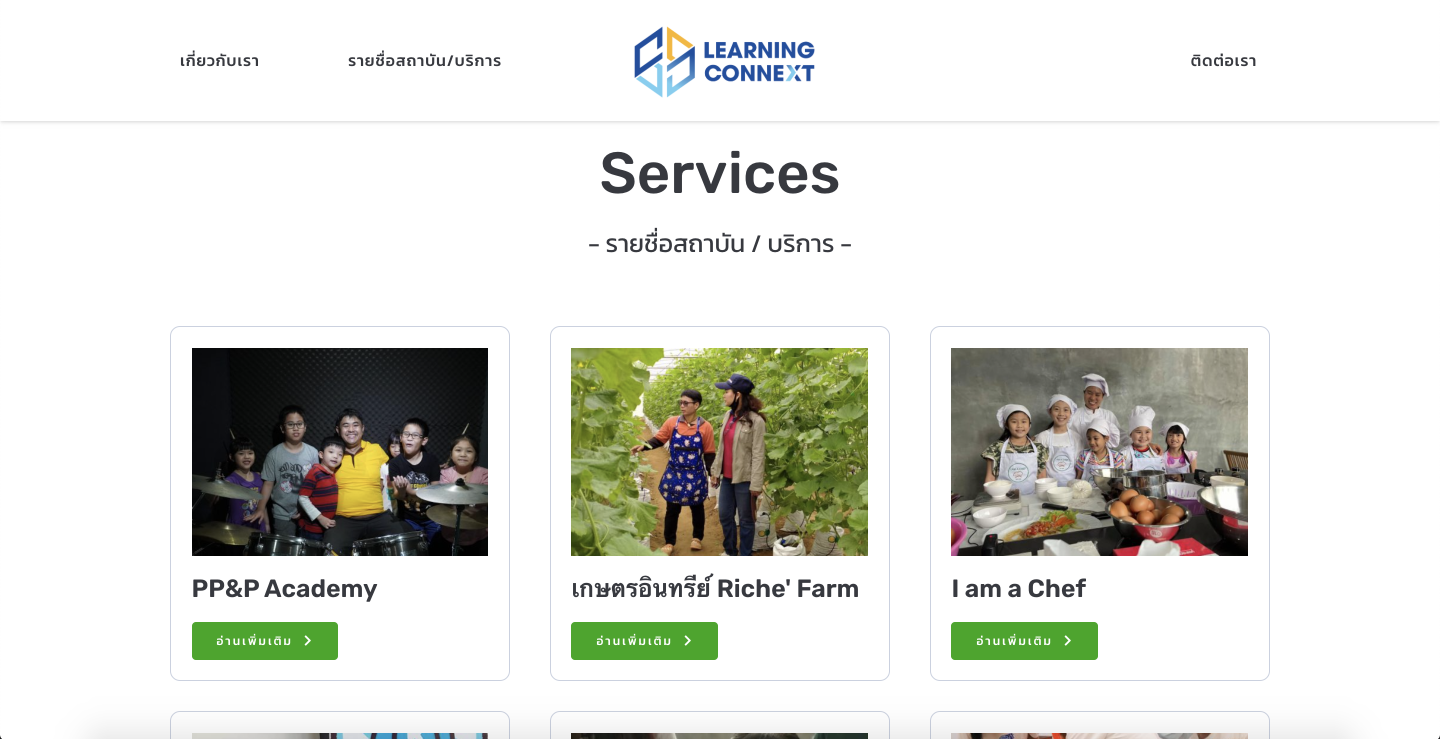 เกี่ยวกับเรา
รายชื่อสถาบัน/บริการ
LEARNING
CONNEXT
ติดต่อเรา
Services
- รายชื่อสถาบัน / บริการ -
PP&P Academy
เกษตรอินทรีย์ Riche' Farm
I am a Chef
อ่านเพิ่มเติม
อ่านเพิ่มเติม
อ่านเพิ่มเติม